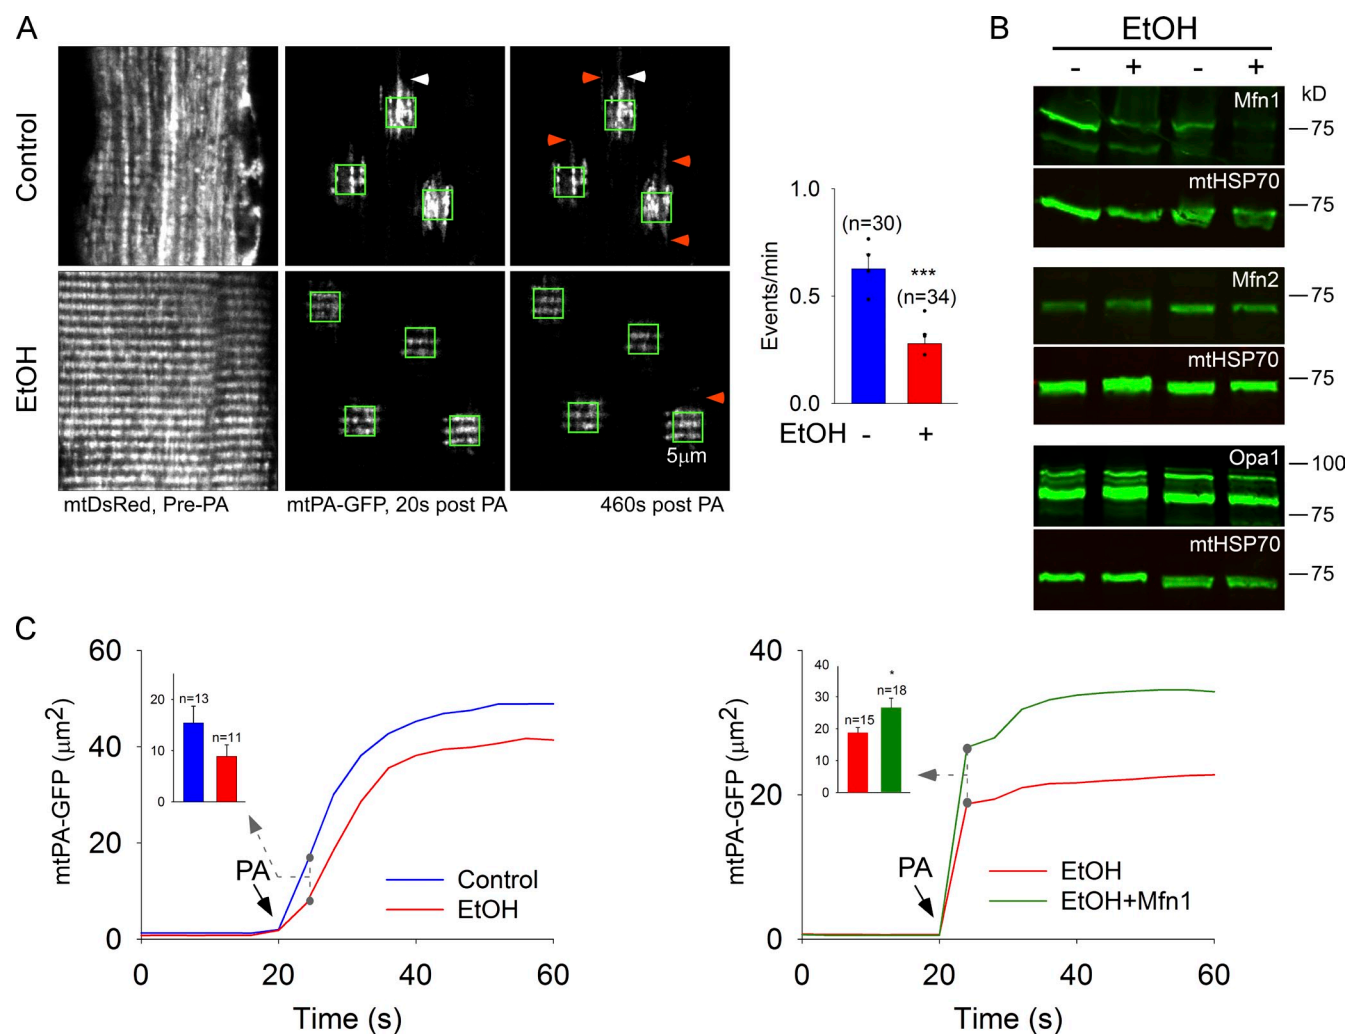 A
Control
EtOH
mtDsRed, Pre-PA
mtPA-GFP, 20s post PA
460s post PA
5μm
Events/min
1.0
0.5
0.0
(n=30)
***
(n=34)
EtOH - +
B
EtOH
- + - +
kD
Mfn1
75
mtHSP70
75
Mfn2
75
mtHSP70
75
Opa1
100
75
mtHSP70
75
C
mtPA-GFP (μm²)
60
40
20
0
20
10
0
n=13
n=11
PA
Control
EtOH
0 20 40 60
Time (s)
mtPA-GFP (μm²)
40
20
0
40
30
20
10
0
n=15
*
n=18
PA
EtOH
EtOH+Mfn1
0 20 40 60
Time (s)